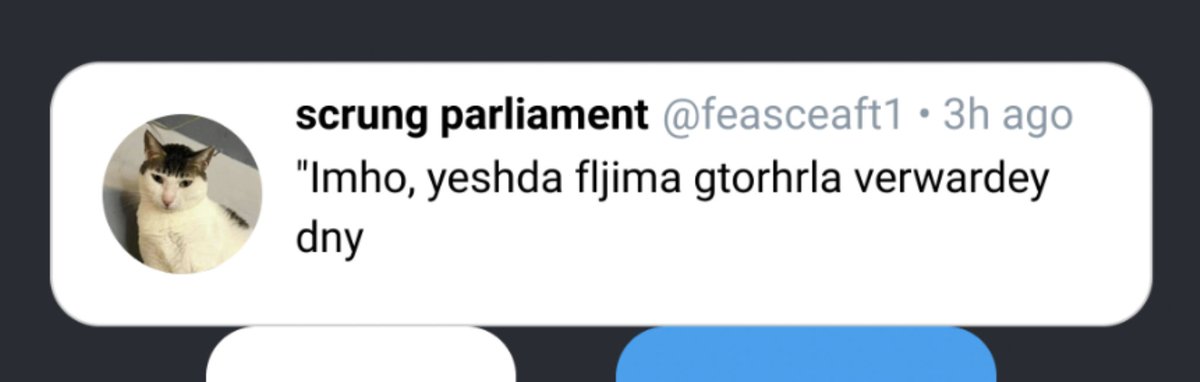 scrung parliament @feasceaft1 • 3h ago
"Imho, yeshda fljima gtorhrla verwardey
dny